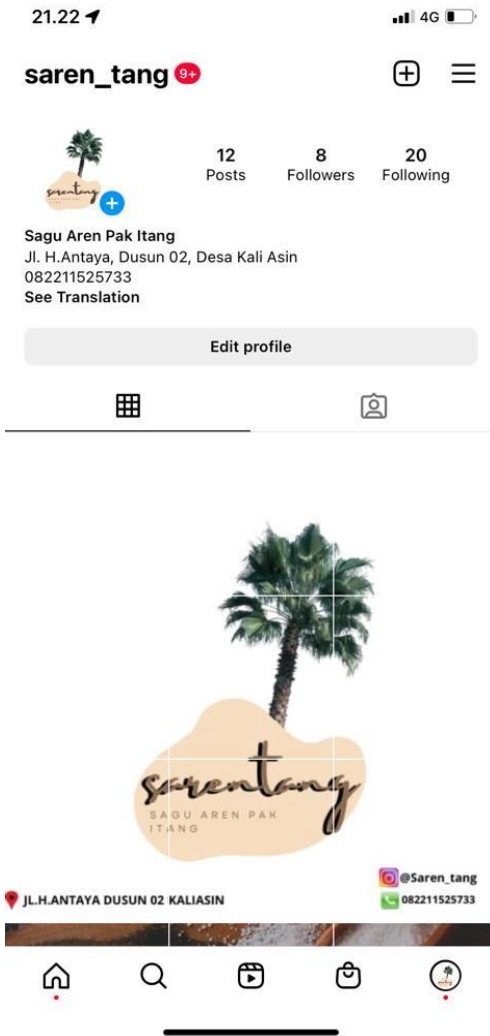 21.22
4G
saren_tang 9+
12 8 20
Posts Followers Following
sarentang
Sagu Aren Pak Itang
Jl. H.Antaya, Dusun 02, Desa Kali Asin
082211525733
See Translation
Edit profile
sarentang
SAGU AREN PAK
ITANG
@Saren_tang
JL.H.ANTAYA DUSUN 02 KALIASIN
082211525733